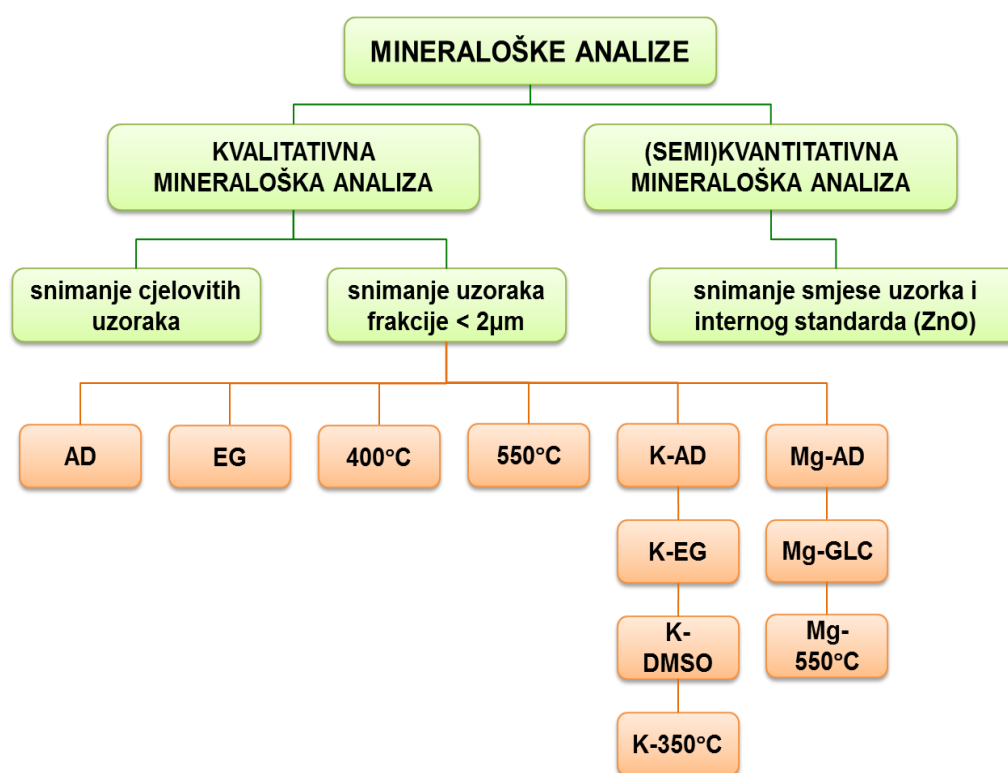 MINERALOŠKE ANALIZE
KVALITATIVNA
MINERALOŠKA ANALIZA
(SEMI)KVANTITATIVNA
MINERALOŠKA ANALIZA
snimanje cjelovitih
uzoraka
snimanje uzoraka
frakcije < 2µm
snimanje smjese uzorka i
internog standarda (ZnO)
AD
EG
400°C
550°C
K-AD
Mg-AD
K-EG
Mg-GLC
K-
DMSO
Mg-
550°C
K-350°C